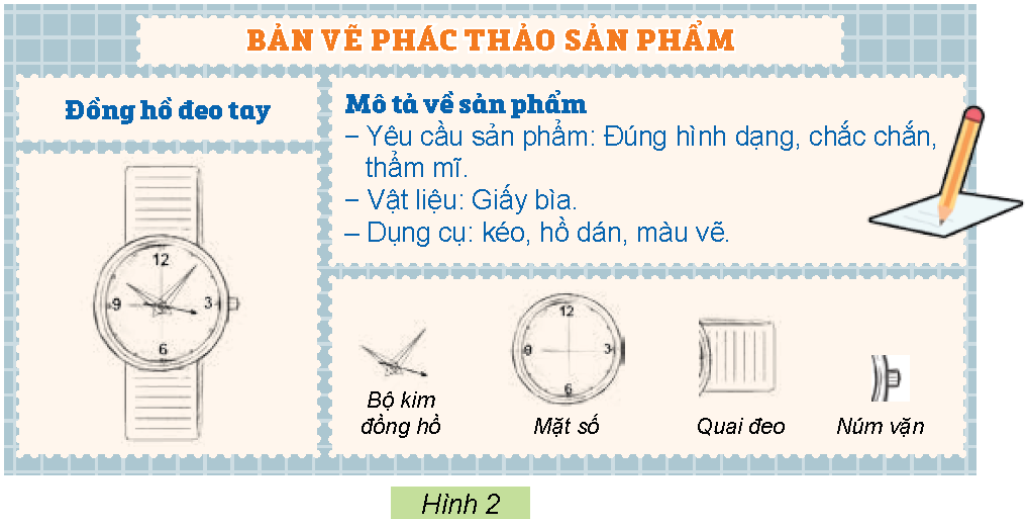 BẢN VẼ PHÁC THẢO SẢN PHẨM
Đồng hồ đeo tay
12
9
3
6
Mô tả về sản phẩm
– Yêu cầu sản phẩm: Đúng hình dạng, chắc chắn,
thẩm mĩ.
– Vật liệu: Giấy bìa.
– Dụng cụ: kéo, hồ dán, màu vẽ.
12
9
3
6
Bộ kim
đồng hồ
Mặt số
Quai đeo
Núm vặn
Hình 2